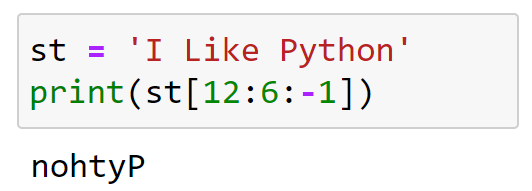 st = 'I Like Python'
print(st[12:6:-1])
nohtyP